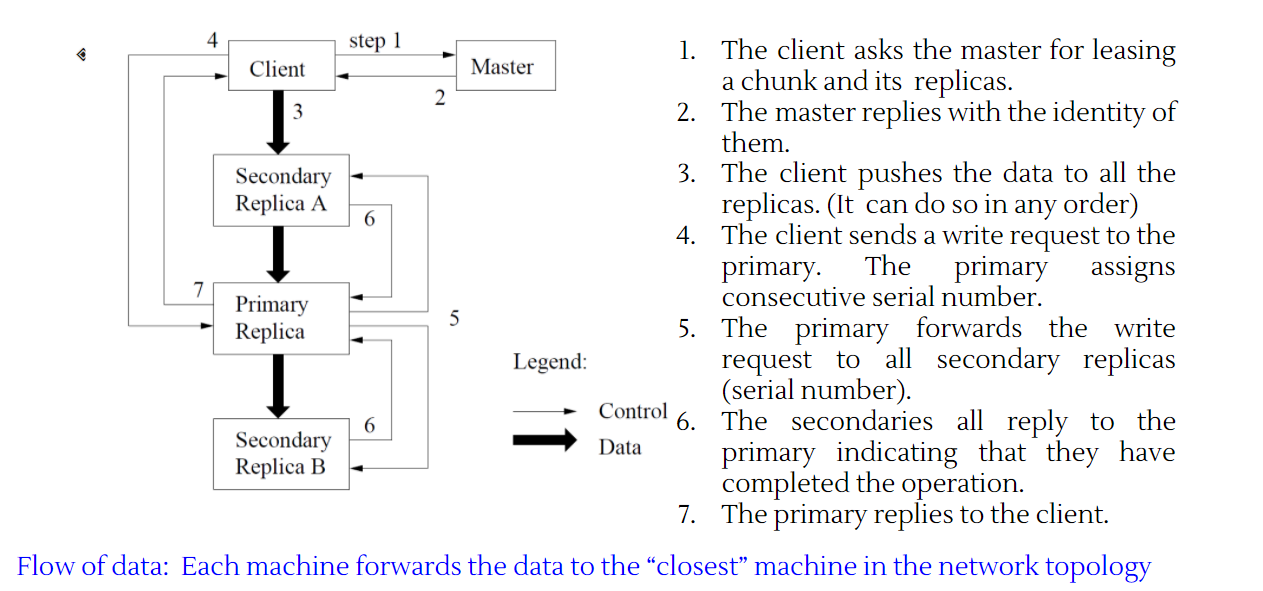 4
step 1
Client
Master
2
3
Secondary
Replica A
6
7
Primary
Replica
5
Legend:
Control
Data
6
Secondary
Replica B
1. The client asks the master for leasing
a chunk and its replicas.
2. The master replies with the identity of
them.
3. The client pushes the data to all the
replicas. (It can do so in any order)
4. The client sends a write request to the
primary. The primary assigns
consecutive serial number.
5. The primary forwards the write
request to all secondary replicas
(serial number).
6. The secondaries all reply to the
primary indicating that they have
completed the operation.
7. The primary replies to the client.
Flow of data: Each machine forwards the data to the “closest” machine in the network topology